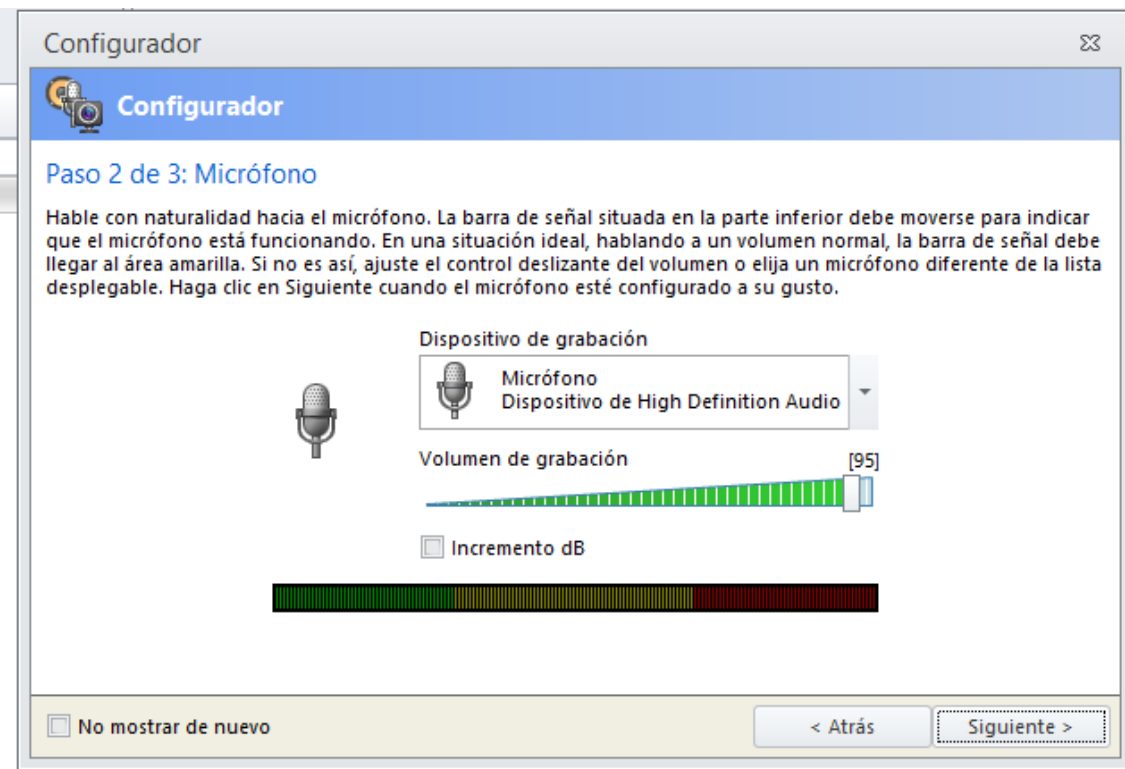 Configurador
Configurador
Paso 2 de 3: Micrófono
Hable con naturalidad hacia el micrófono. La barra de señal situada en la parte inferior debe moverse para indicar
que el micrófono está funcionando. En una situación ideal, hablando a un volumen normal, la barra de señal debe
llegar al área amarilla. Si no es así, ajuste el control deslizante del volumen o elija un micrófono diferente de la lista
desplegable. Haga clic en Siguiente cuando el micrófono esté configurado a su gusto.
Dispositivo de grabación
Micrófono
Dispositivo de High Definition Audio
Volumen de grabación [95]
Incremento dB
No mostrar de nuevo < Atrás Siguiente >